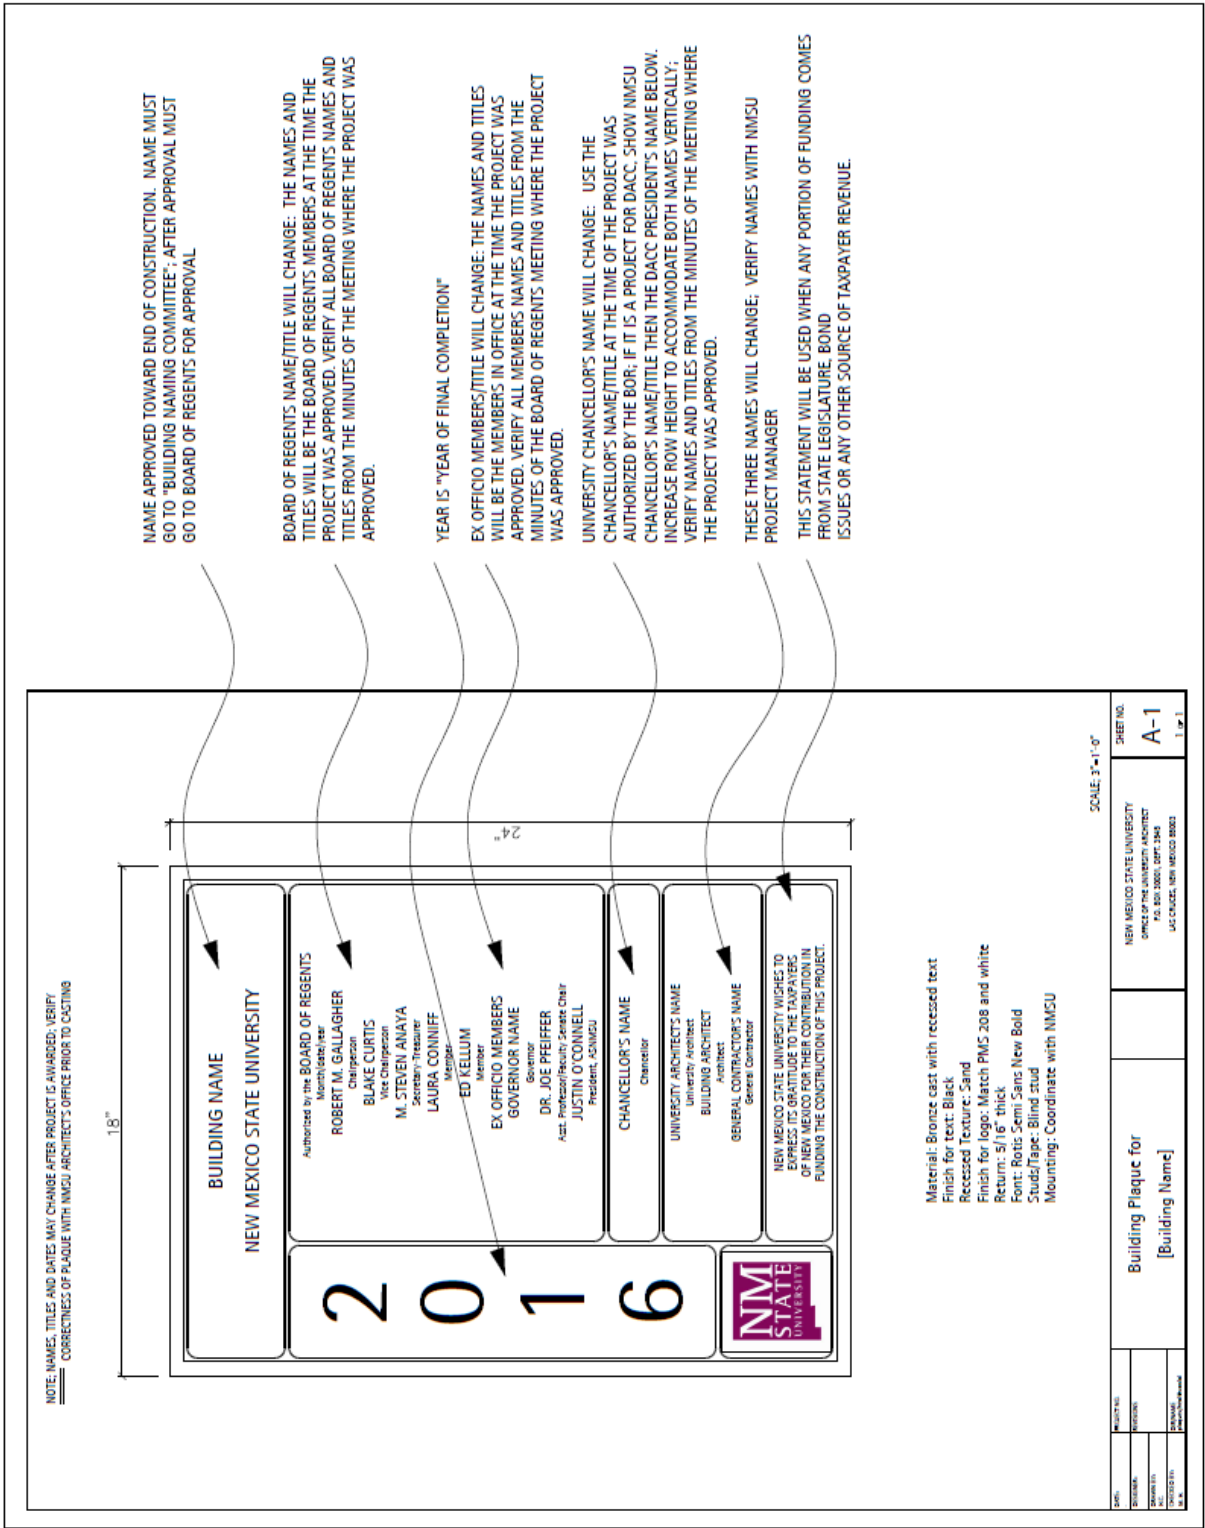 NOTE: NAMES, TITLES AND DATES MAY CHANGE AFTER PROJECT IS AWARDED; VERIFY
CORRECTNESS OF PLAQUE WITH NMSU ARCHITECT'S OFFICE PRIOR TO CASTING
18"
24"
BUILDING NAME
NEW MEXICO STATE UNIVERSITY
2
0
1
6
NM
STATE
UNIVERSITY
Authorized by the BOARD OF REGENTS
Month/date/year
ROBERT M. GALLAGHER
Chairperson
BLAKE CURTIS
Vice Chairperson
M. STEVEN ANAYA
Secretary-Treasurer
LAURA CONNIFF
Member
ED KELLUM
Member
EX OFFICIO MEMBERS
GOVERNOR NAME
Governor
DR. JOE PFEIFFER
Asst. Professor/Faculty Senate Chair
JUSTIN O'CONNELL
President, ASNMSU
CHANCELLOR'S NAME
Chancellor
UNIVERSITY ARCHITECT'S NAME
University Architect
BUILDING ARCHITECT
Architect
GENERAL CONTRACTOR'S NAME
General Contractor
NEW MEXICO STATE UNIVERSITY WISHES TO
EXPRESS ITS GRATITUDE TO THE TAXPAYERS
OF NEW MEXICO FOR THEIR CONTRIBUTION IN
FUNDING THE CONSTRUCTION OF THIS PROJECT.
NAME APPROVED TOWARD END OF CONSTRUCTION. NAME MUST
GO TO "BUILDING NAMING COMMITTEE"; AFTER APPROVAL MUST
GO TO BOARD OF REGENTS FOR APPROVAL
BOARD OF REGENTS NAME/TITLE WILL CHANGE: THE NAMES AND
TITLES WILL BE THE BOARD OF REGENTS MEMBERS AT THE TIME THE
PROJECT WAS APPROVED. VERIFY ALL BOARD OF REGENTS NAMES AND
TITLES FROM THE MINUTES OF THE MEETING WHERE THE PROJECT WAS
APPROVED.
YEAR IS "YEAR OF FINAL COMPLETION"
EX OFFICIO MEMBERS/TITLE WILL CHANGE: THE NAMES AND TITLES
WILL BE THE MEMBERS IN OFFICE AT THE TIME THE PROJECT WAS
APPROVED. VERIFY ALL MEMBERS NAMES AND TITLES FROM THE
MINUTES OF THE BOARD OF REGENTS MEETING WHERE THE PROJECT
WAS APPROVED.
UNIVERSITY CHANCELLOR'S NAME WILL CHANGE: USE THE
CHANCELLOR'S NAME/TITLE AT THE TIME OF THE PROJECT WAS
AUTHORIZED BY THE BOR; IF IT IS A PROJECT FOR DACC, SHOW NMSU
CHANCELLOR'S NAME/TITLE THEN THE DACC PRESIDENT'S NAME BELOW.
INCREASE ROW HEIGHT TO ACCOMMODATE BOTH NAMES VERTICALLY;
VERIFY NAMES AND TITLES FROM THE MINUTES OF THE MEETING WHERE
THE PROJECT WAS APPROVED.
THESE THREE NAMES WILL CHANGE; VERIFY NAMES WITH NMSU
PROJECT MANAGER
THIS STATEMENT WILL BE USED WHEN ANY PORTION OF FUNDING COMES
FROM STATE LEGISLATURE, BOND
ISSUES OR ANY OTHER SOURCE OF TAXPAYER REVENUE.
Material: Bronze cast with recessed text
Finish for text: Black
Recessed Texture: Sand
Finish for logo: Match PMS 208 and white
Return: 5/16" thick
Font: Rotis Semi Sans New Bold
Studs/Tape: Blind stud
Mounting: Coordinate with NMSU
SCALE: 3"=1'-0"
DATE:
PROJECT NO.
DESIGNER:
REVISIONS:
DRAWN BY:
CHECKED BY:
Building Plaque for
[Building Name]
NEW MEXICO STATE UNIVERSITY
OFFICE OF THE UNIVERSITY ARCHITECT
P.O. BOX 30001, DEPT. 3545
LAS CRUCES, NEW MEXICO 88003
SHEET NO.
A-1
1 OF 1